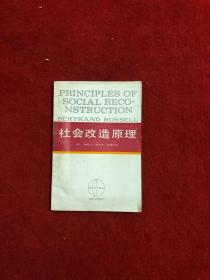 PRINCIPLES OF
SOCIAL RECO-
NSTRUCTION
BERTRAND RUSSELL
社会改造原理